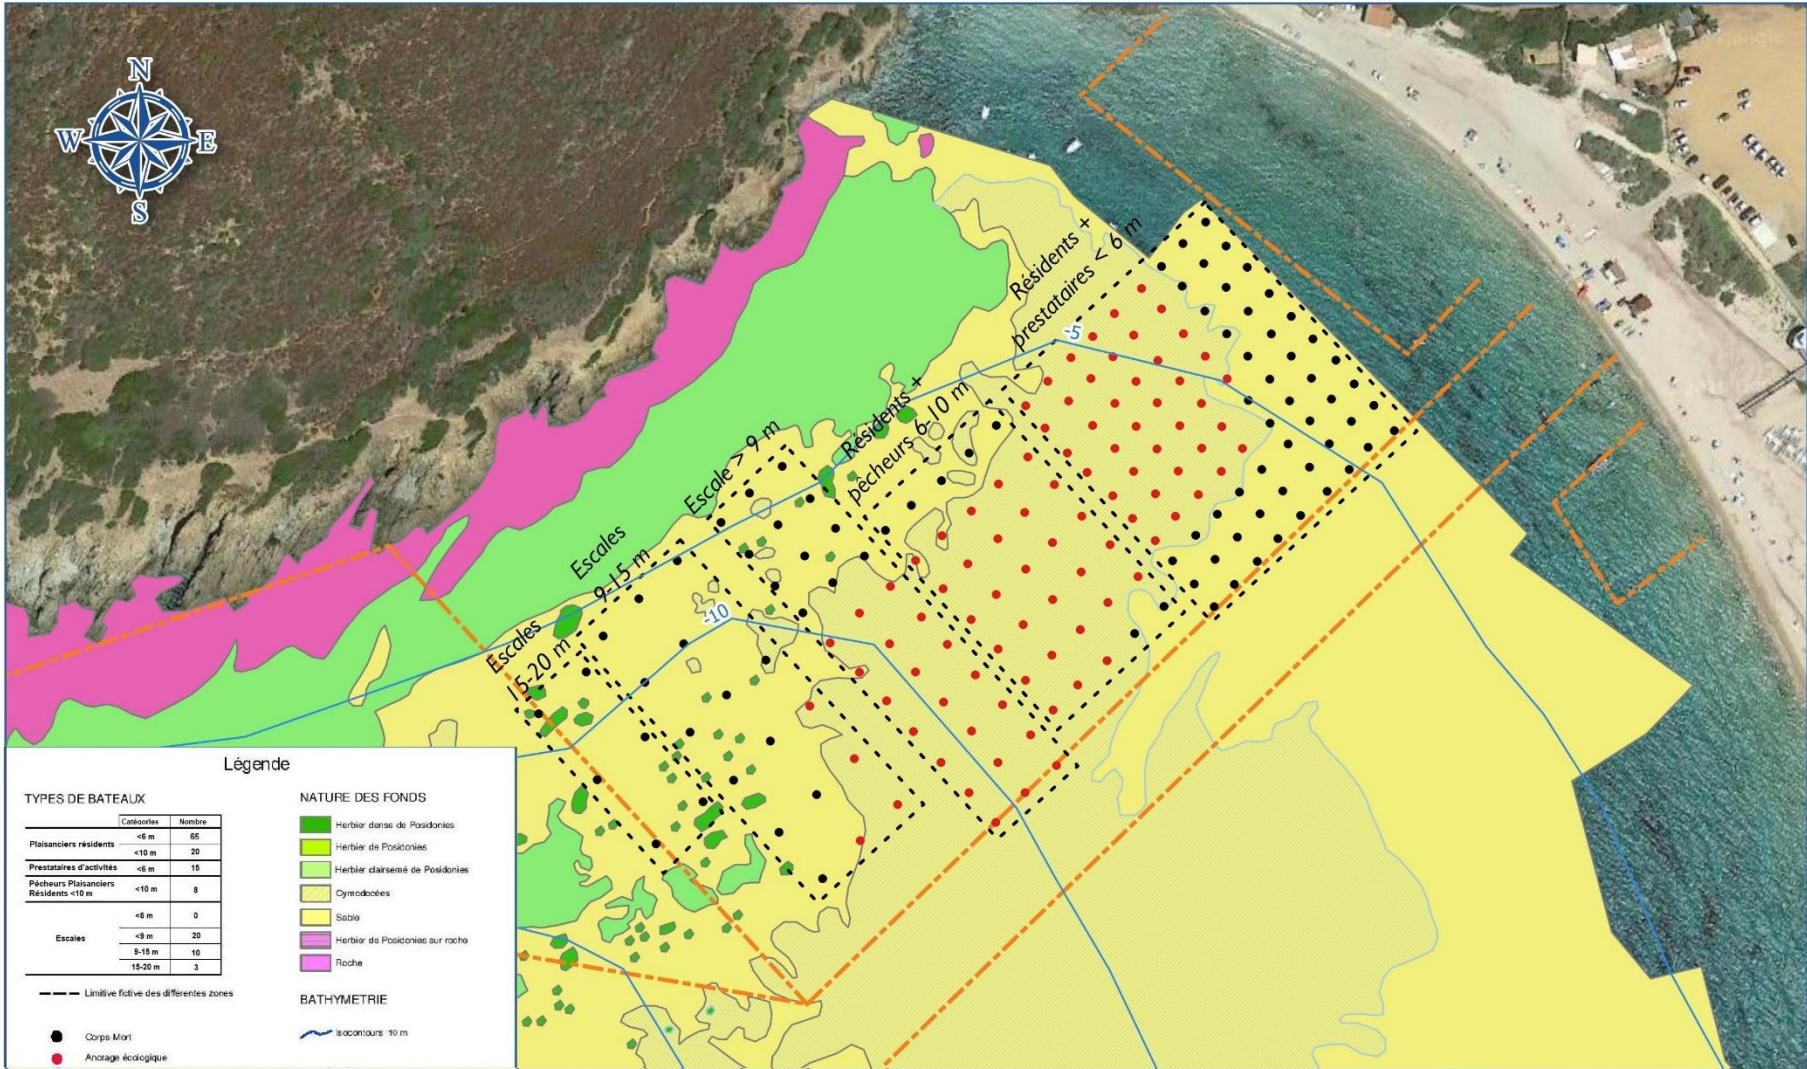 N
W E
S
Résidents +
prestataires < 6 m
-5
Résidents +
pêcheurs 6-10 m
Escale > 9 m
Escales
9-15 m
-10
Escales
15-20 m
Légende
TYPES DE BATEAUX
Catégories Nombre
Plaisanciers résidents <6 m 65
<10 m 20
Prestataires d'activités <6 m 15
Pêcheurs Plaisanciers
Résidents <10 m <10 m 8
Escales <6 m 0
<9 m 20
9-15 m 10
15-20 m 3
Limitive fictive des différentes zones
Corps-Mort
Ancrage écologique
NATURE DES FONDS
Herbier dense de Posidonies
Herbier de Posidonies
Herbier clairsemé de Posidonies
Cymodocées
Sable
Herbier de Posidonies sur roche
Roche
BATHYMETRIE
Isocontours 10 m